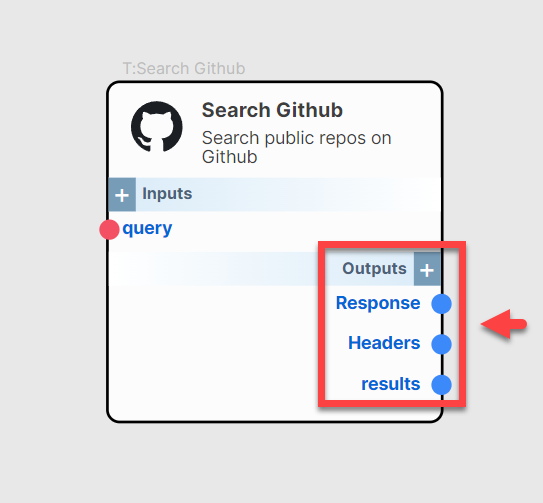 T:Search Github
Search Github
Search public repos on
Github
+ Inputs
query
Outputs +
Response
Headers
results